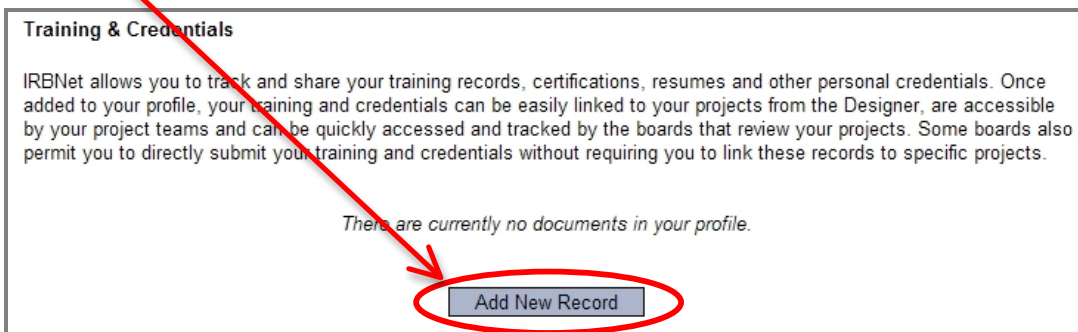 Training & Credentials
IRBNet allows you to track and share your training records, certifications, resumes and other personal credentials. Once
added to your profile, your training and credentials can be easily linked to your projects from the Designer, are accessible
by your project teams and can be quickly accessed and tracked by the boards that review your projects. Some boards also
permit you to directly submit your training and credentials without requiring you to link these records to specific projects.
There are currently no documents in your profile.
Add New Record